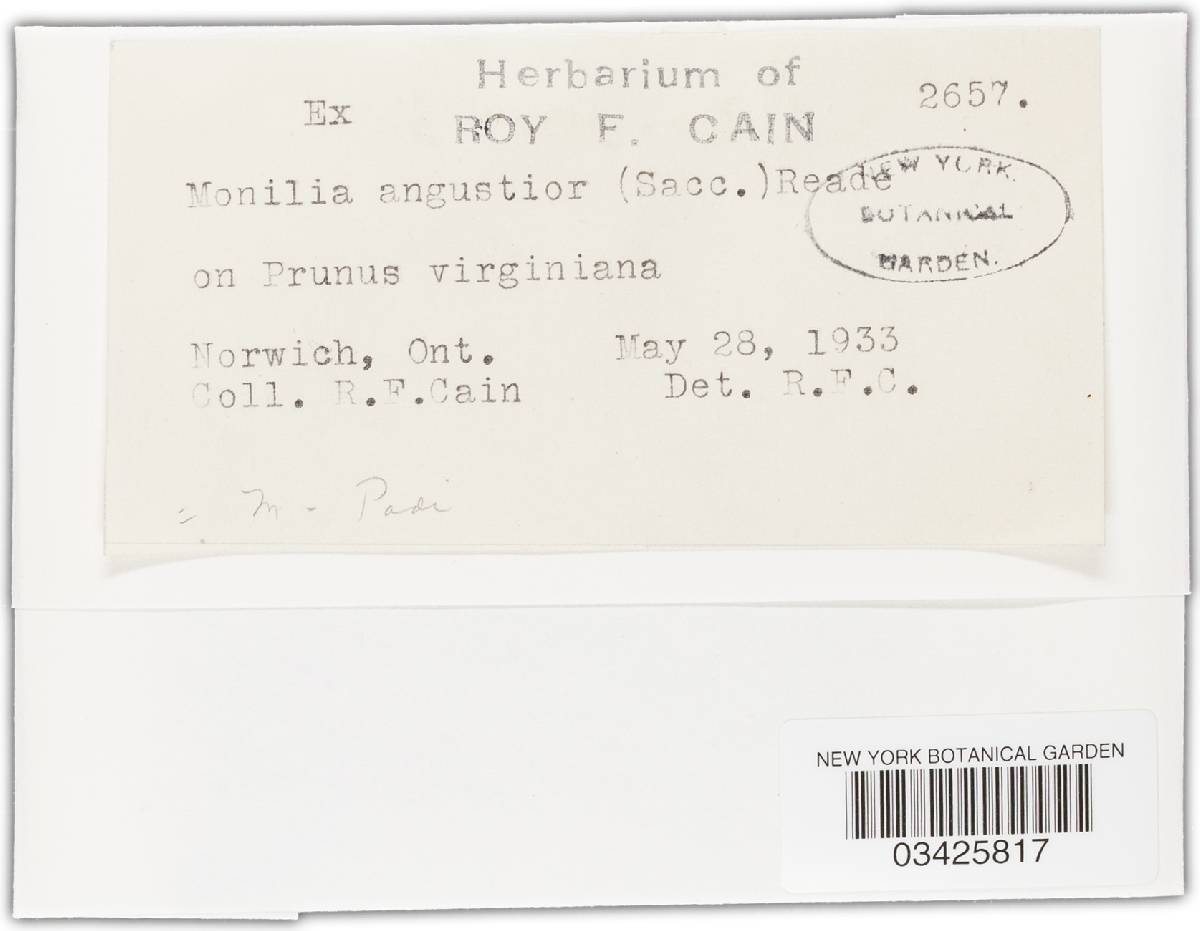 Herbarium of
Ex ROY F. CAIN 2657.
Monilia angustior (Sacc.)Reade
NEW YORK
BOTANICAL
GARDEN.
on Prunus virginiana
Norwich, Ont. May 28, 1933
Coll. R.F.Cain Det. R.F.C.
= M - Padi
NEW YORK BOTANICAL GARDEN
03425817